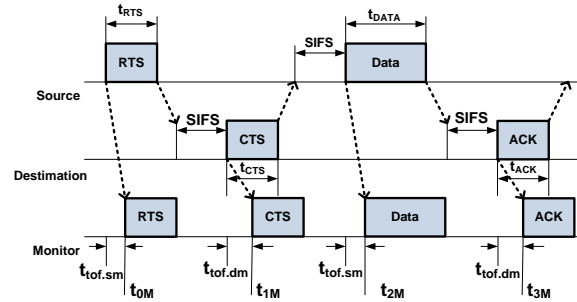 tRTS
tDATA
SIFS
RTS
Data
Source
SIFS
SIFS
CTS
ACK
tCTS
tACK
Destination
RTS
CTS
Data
ACK
Monitor
ttof.sm
ttof.dm
ttof.sm
ttof.dm
t0M
t1M
t2M
t3M